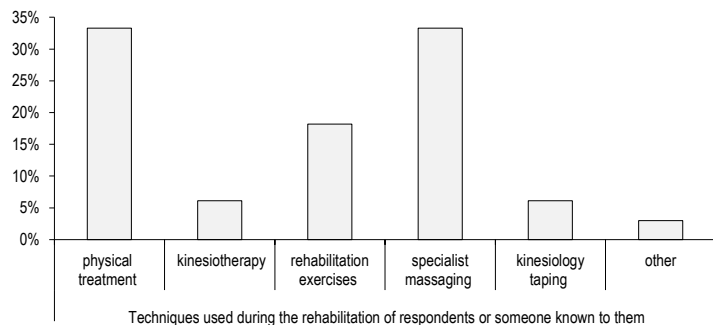 35%
30%
25%
20%
15%
10%
5%
0%
physical treatment
kinesiotherapy
rehabilitation exercises
specialist massaging
kinesiology taping
other
Techniques used during the rehabilitation of respondents or someone known to them